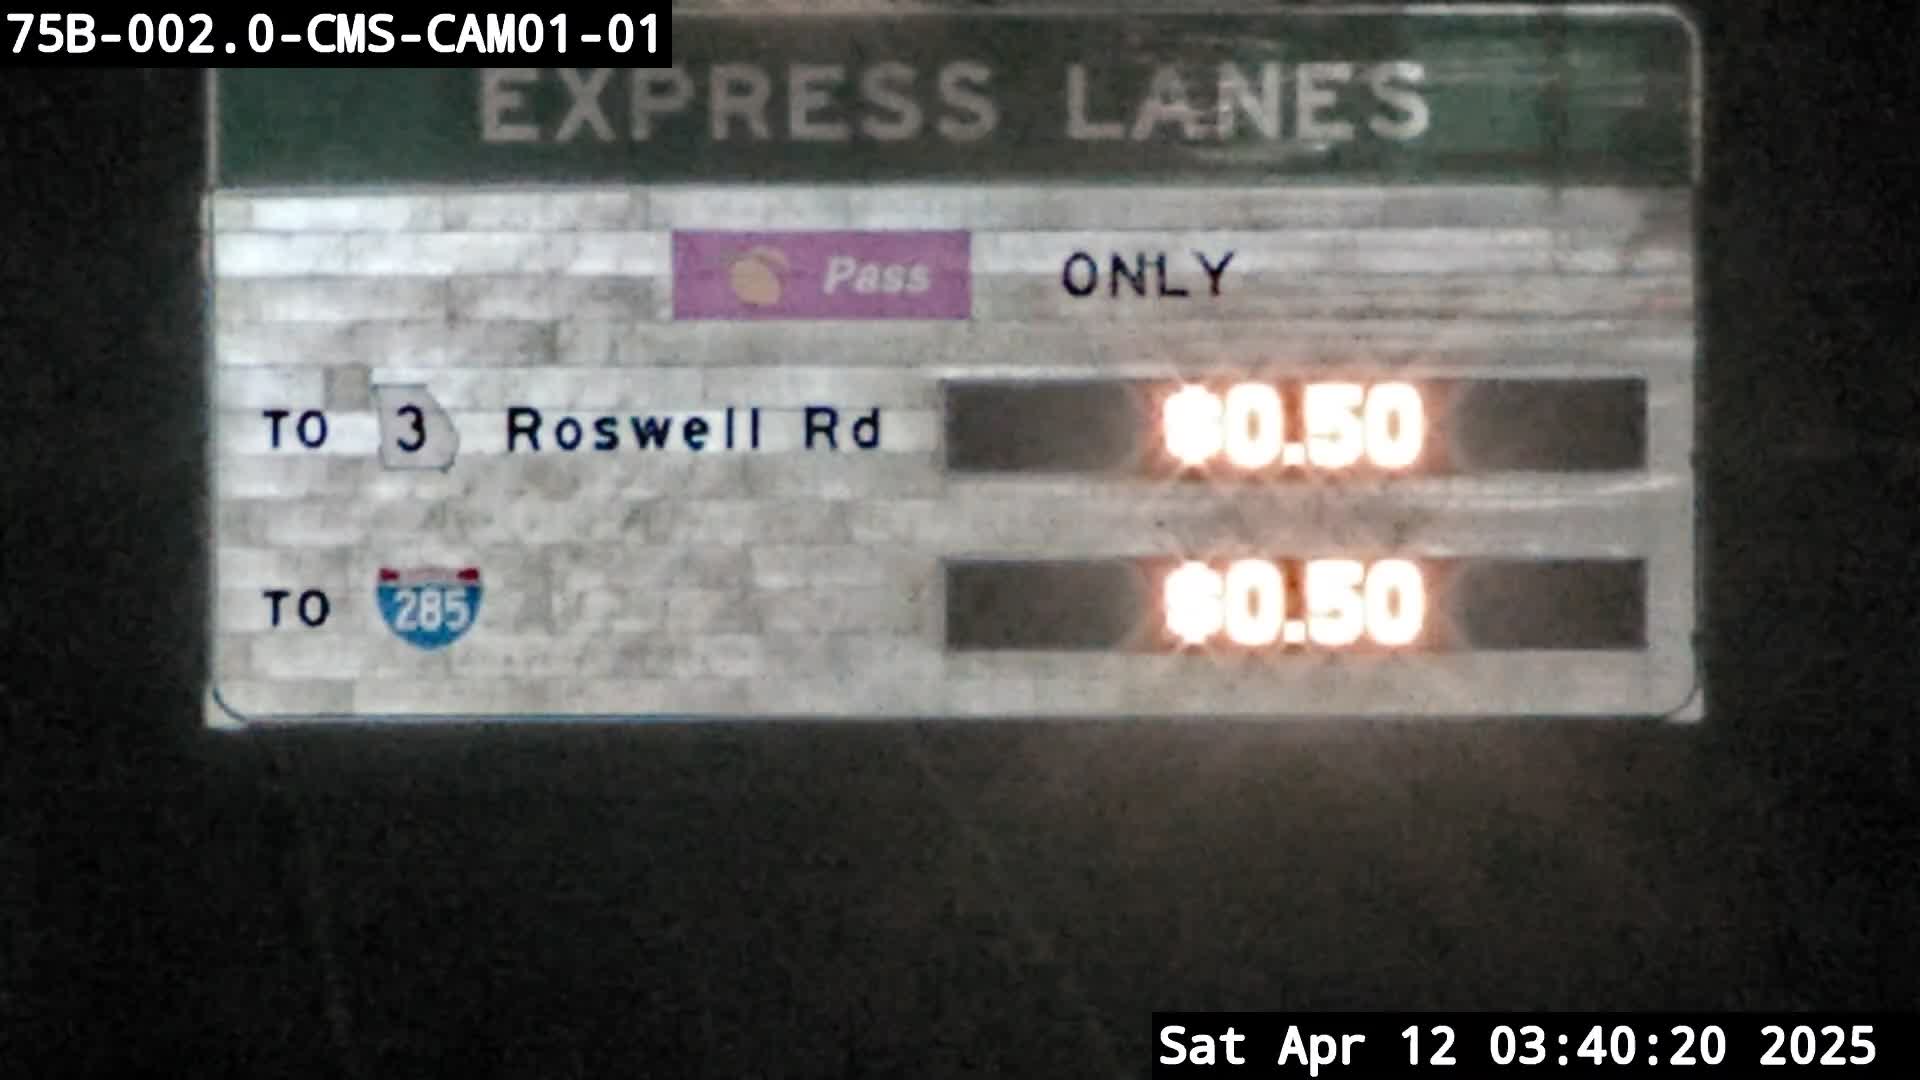 75B-002.0-CMS-CAM01-01
EXPRESS LANES
Pass ONLY
TO 3 Roswell Rd $0.50
TO 285 $0.50
Sat Apr 12 03:40:20 2025